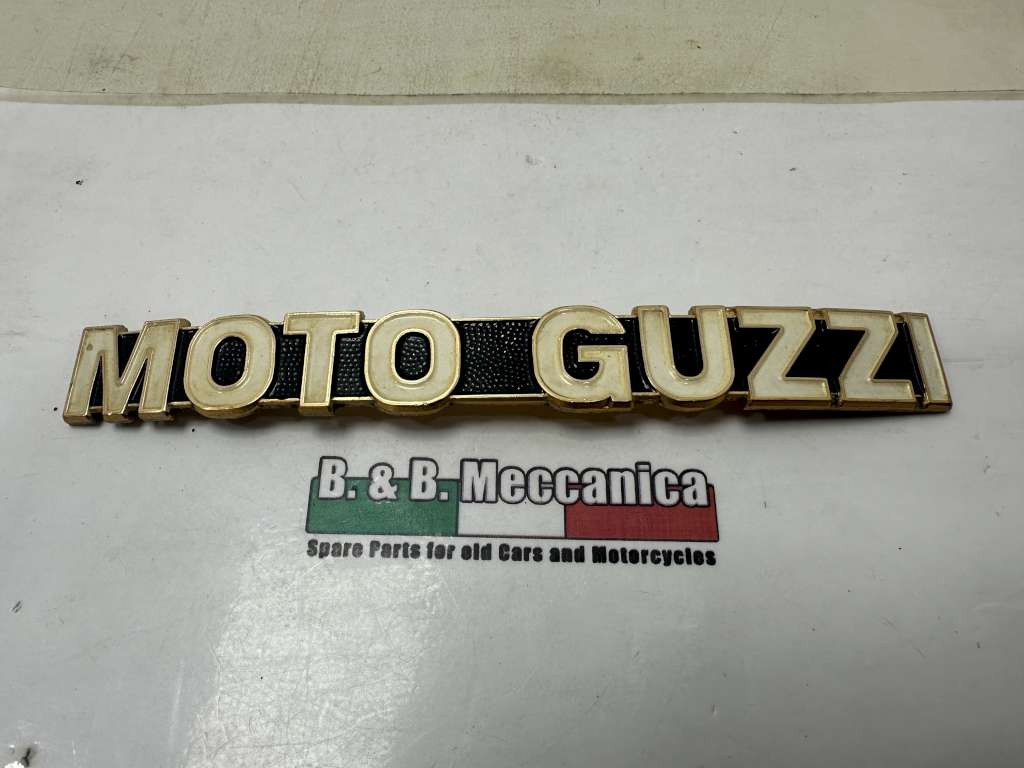 MOTO GUZZI
B. & B. Meccanica
Spare Parts for old Cars and Motorcycles